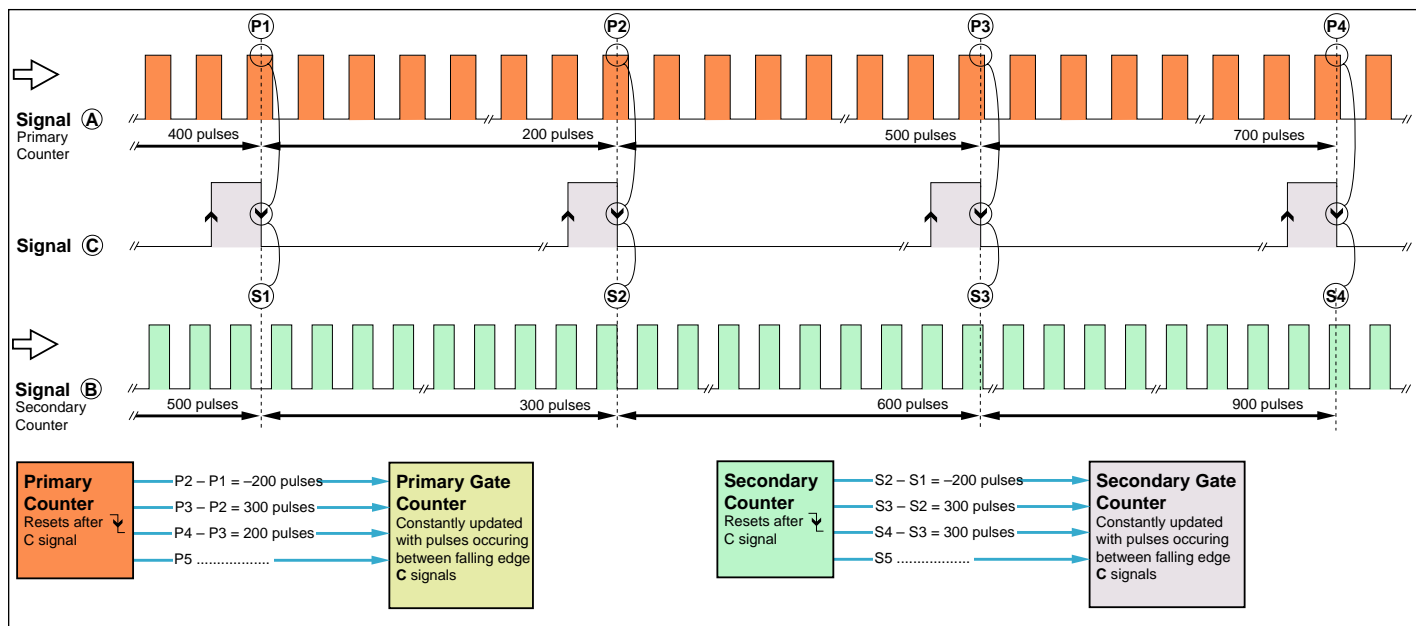 P1 P2 P3 P4
Signal A
Primary
Counter
400 pulses 200 pulses 500 pulses 700 pulses
Signal C
S1 S2 S3 S4
Signal B
Secondary
Counter
500 pulses 300 pulses 600 pulses 900 pulses
Primary
Counter
Resets after
C signal
P2 – P1 = –200 pulses
P3 – P2 = 300 pulses
P4 – P3 = 200 pulses
P5 ..................
Primary Gate
Counter
Constantly updated
with pulses occuring
between falling edge
C signals
Secondary
Counter
Resets after
C signal
S2 – S1 = –200 pulses
S3 – S2 = 300 pulses
S4 – S3 = 300 pulses
S5 ..................
Secondary Gate
Counter
Constantly updated
with pulses occuring
between falling edge
C signals